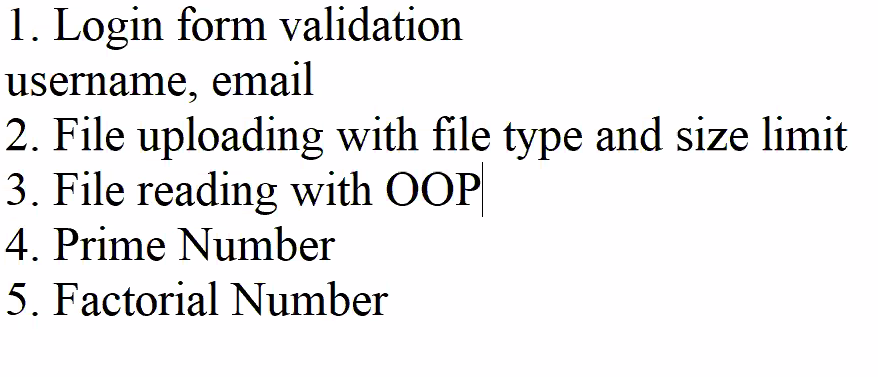 1. Login form validation
username, email
2. File uploading with file type and size limit
3. File reading with OOP
4. Prime Number
5. Factorial Number